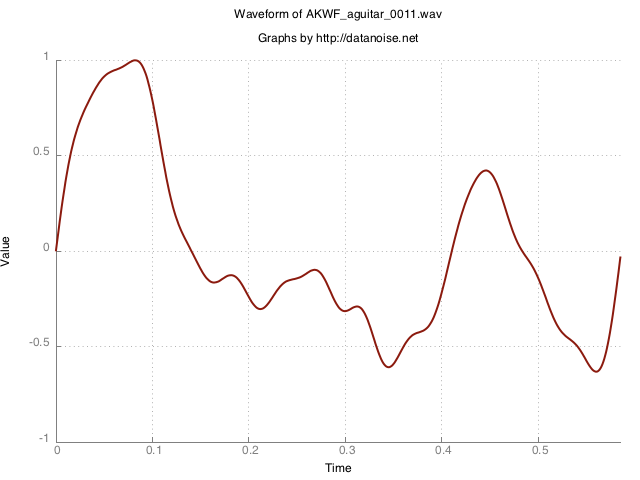 Waveform of AKWF_aguitar_0011.wav
Graphs by http://datanoise.net
1
0.5
0
-0.5
-1
Value
0 0.1 0.2 0.3 0.4 0.5
Time